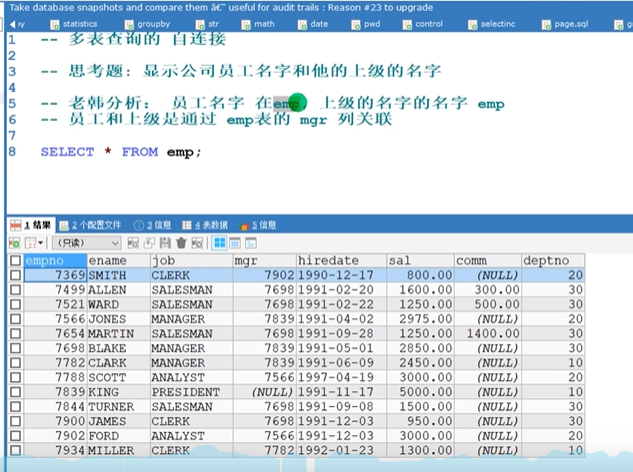 Take database snapshots and compare them â€“ useful for audit trails : Reason #23 to upgrade
ry statistics groupby str math date pwd control selectinc page.sql
1 -- 多表查询的 自连接
2
3 -- 思考题: 显示公司员工名字和他的上级的名字
4
5 -- 老韩分析: 员工名字 在emp, 上级的名字的名字 emp
6 -- 员工和上级是通过 emp表的 mgr 列关联
7
8 SELECT * FROM emp;
1 结果 2 个配置文件 3 信息 4 表数据 5 信息
(只读)
empno ename job mgr hiredate sal comm deptno
7369 SMITH CLERK 7902 1990-12-17 800.00 (NULL) 20
7499 ALLEN SALESMAN 7698 1991-02-20 1600.00 300.00 30
7521 WARD SALESMAN 7698 1991-02-22 1250.00 500.00 30
7566 JONES MANAGER 7839 1991-04-02 2975.00 (NULL) 20
7654 MARTIN SALESMAN 7698 1991-09-28 1250.00 1400.00 30
7698 BLAKE MANAGER 7839 1991-05-01 2850.00 (NULL) 30
7782 CLARK MANAGER 7839 1991-06-09 2450.00 (NULL) 10
7788 SCOTT ANALYST 7566 1997-04-19 3000.00 (NULL) 20
7839 KING PRESIDENT (NULL) 1991-11-17 5000.00 (NULL) 10
7844 TURNER SALESMAN 7698 1991-09-08 1500.00 (NULL) 30
7900 JAMES CLERK 7698 1991-12-03 950.00 (NULL) 30
7902 FORD ANALYST 7566 1991-12-03 3000.00 (NULL) 20
7934 MILLER CLERK 7782 1992-01-23 1300.00 (NULL) 10